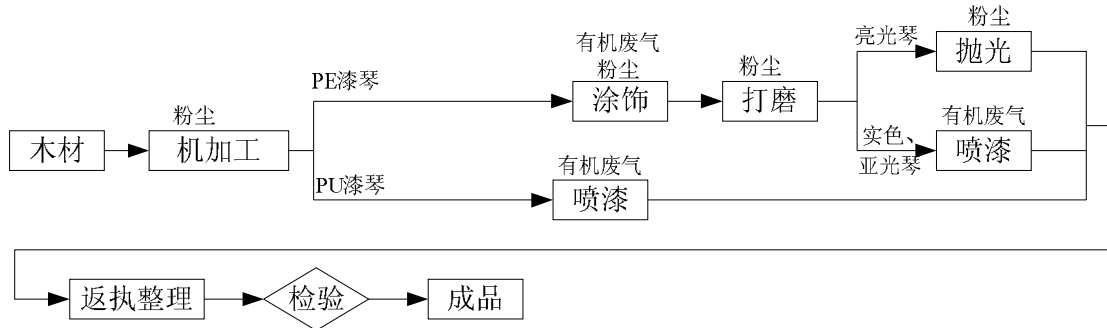 粉尘
木材
机加工
PE漆琴
有机废气
粉尘
涂饰
粉尘
打磨
亮光琴
粉尘
抛光
实色、
亚光琴
有机废气
喷漆
PU漆琴
有机废气
喷漆
返执整理
检验
成品